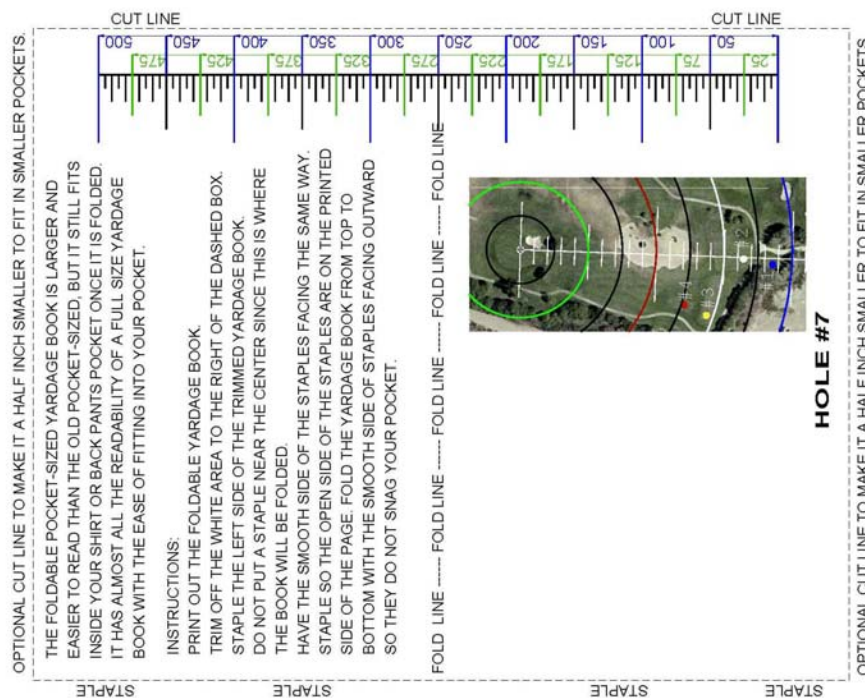 CUT LINE
CUT LINE
500
450
400
350
300
250
200
150
100
50
475
425
375
325
275
225
175
125
75
25
OPTIONAL CUT LINE TO MAKE IT A HALF INCH SMALLER TO FIT IN SMALLER POCKETS.
THE FOLDABLE POCKET-SIZED YARDAGE BOOK IS LARGER AND
EASIER TO READ THAN THE OLD POCKET-SIZED, BUT IT STILL FITS
INSIDE YOUR SHIRT OR BACK PANTS POCKET ONCE IT IS FOLDED.
IT HAS ALMOST ALL THE READABILITY OF A FULL SIZE YARDAGE
BOOK WITH THE EASE OF FITTING INTO YOUR POCKET.
INSTRUCTIONS:
PRINT OUT THE FOLDABLE YARDAGE BOOK.
TRIM OFF THE WHITE AREA TO THE RIGHT OF THE DASHED BOX.
STAPLE THE LEFT SIDE OF THE TRIMMED YARDAGE BOOK.
DO NOT PUT A STAPLE NEAR THE CENTER SINCE THIS IS WHERE
THE BOOK WILL BE FOLDED.
HAVE THE SMOOTH SIDE OF THE STAPLES FACING THE SAME WAY.
STAPLE SO THE OPEN SIDE OF THE STAPLES ARE ON THE PRINTED
SIDE OF THE PAGE. FOLD THE YARDAGE BOOK FROM TOP TO
BOTTOM WITH THE SMOOTH SIDE OF STAPLES FACING OUTWARD
SO THEY DO NOT SNAG YOUR POCKET.
FOLD LINE ------ FOLD LINE ------ FOLD LINE ------ FOLD LINE ------ FOLD LINE
#4
#3
#2
HOLE #7
OPTIONAL CUT LINE TO MAKE IT A HALF INCH SMALLER TO FIT IN SMALLER POCKETS
STAPLE
STAPLE
STAPLE
STAPLE